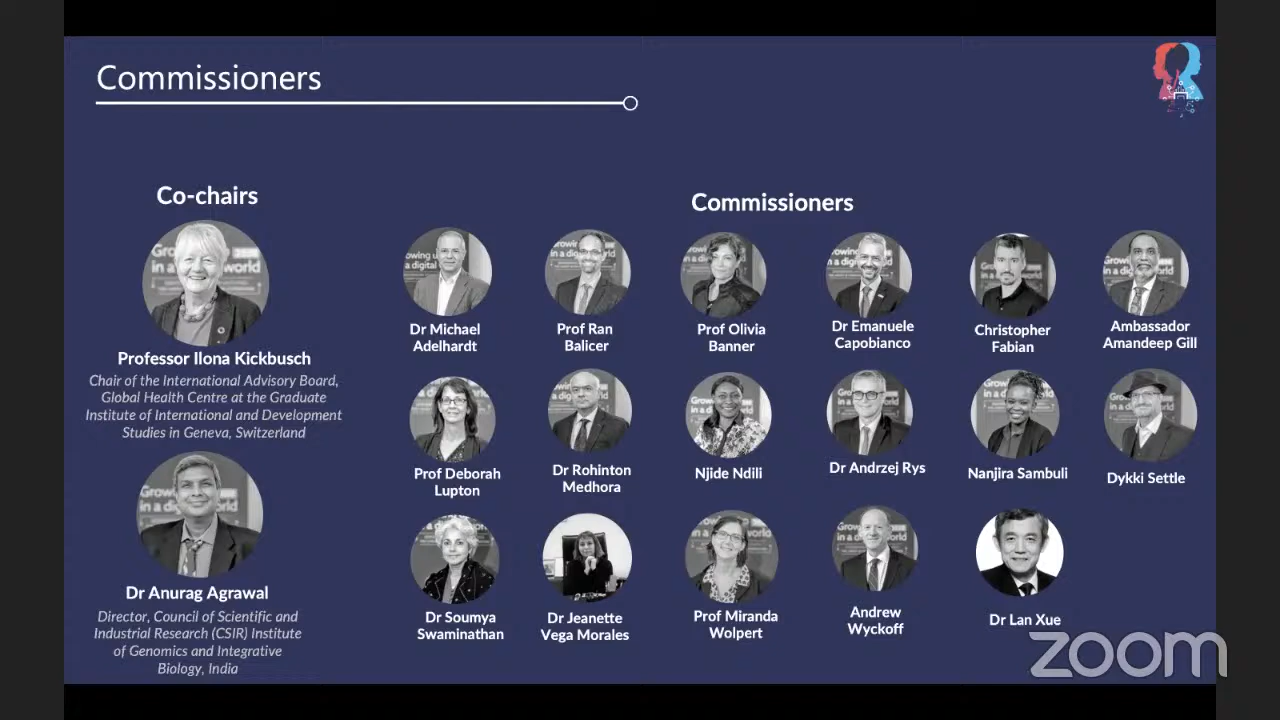 Commissioners
Co-chairs
Professor Ilona Kickbusch
Chair of the International Advisory Board,
Global Health Centre at the Graduate
Institute of International and Development
Studies in Geneva, Switzerland
Dr Anurag Agrawal
Director, Council of Scientific and
Industrial Research (CSIR) Institute
of Genomics and Integrative
Biology, India
Commissioners
Dr Michael
Adelhardt
Prof Ran
Balicer
Prof Olivia
Banner
Dr Emanuele
Capobianco
Christopher
Fabian
Ambassador
Amandeep Gill
Prof Deborah
Lupton
Dr Rohinton
Medhora
Njide Ndili
Dr Andrzej Rys
Nanjira Sambuli
Dykki Settle
Dr Soumya
Swaminathan
Dr Jeanette
Vega Morales
Prof Miranda
Wolpert
Andrew
Wyckoff
Dr Lan Xue
zoom